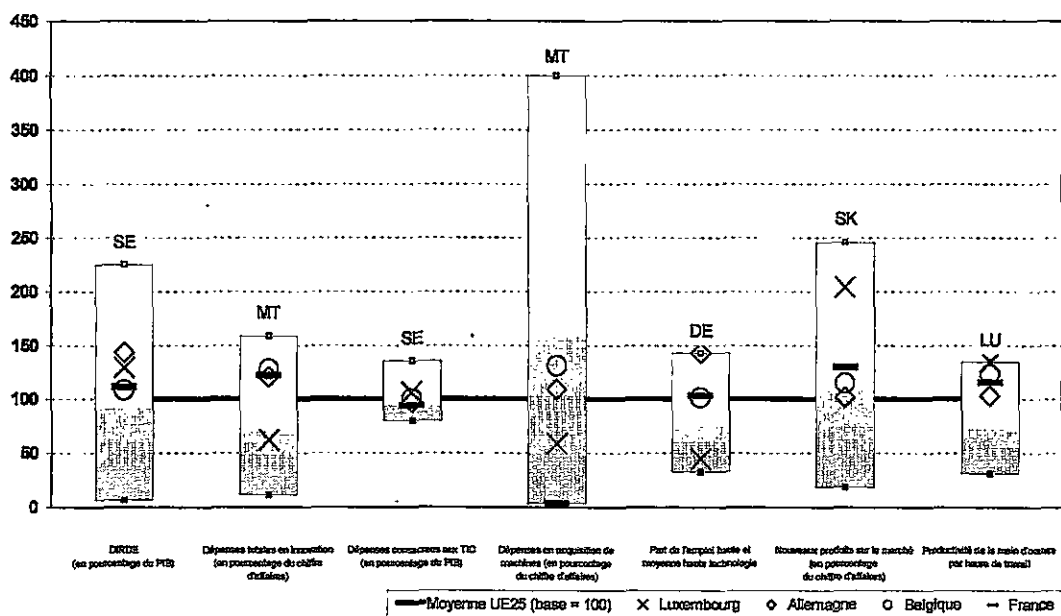 450
400
350
300
250
200
150
100
50
0
SE
MT
SE
MT
DE
SK
LU
DIRDE
(en pourcentage du PIB)
Dépenses totales en innovation
(en pourcentage du chiffre
d'affaires)
Dépenses consacrées aux TIC
(en pourcentage du PIB)
Dépenses en acquisition de
machines (en pourcentage
du chiffre d'affaires)
Part de l'emploi haute et
moyenne haute technologie
Nouveaux produits sur le marché
(en pourcentage
du chiffre d'affaires)
Productivité de la main d'oeuvre
par heure de travail
Moyenne UE25 (base = 100)
Luxembourg
Allemagne
Belgique
France